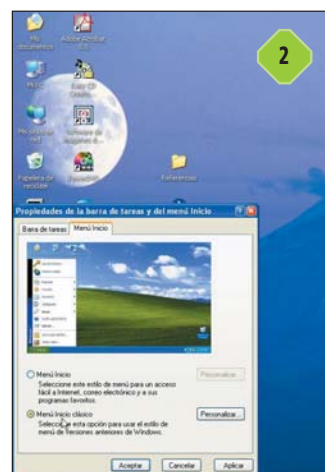 2
Mis documentos
Adobe Acrobat
Mi PC
Easy CD
Mis sitios de red
Software de
Papelera de reciclaje
Referencias
Propiedades de la barra de tareas y del menú Inicio
Barra de tareas
Menú Inicio
Menú Inicio
Personalizar...
Seleccione este estilo de menú para un acceso
fácil a Internet, correo electrónico y a sus
programas favoritos.
Menú Inicio clásico
Personalizar...
Seleccione esta opción para usar el estilo de
menú de versiones anteriores de Windows.
Aceptar
Cancelar
Aplicar